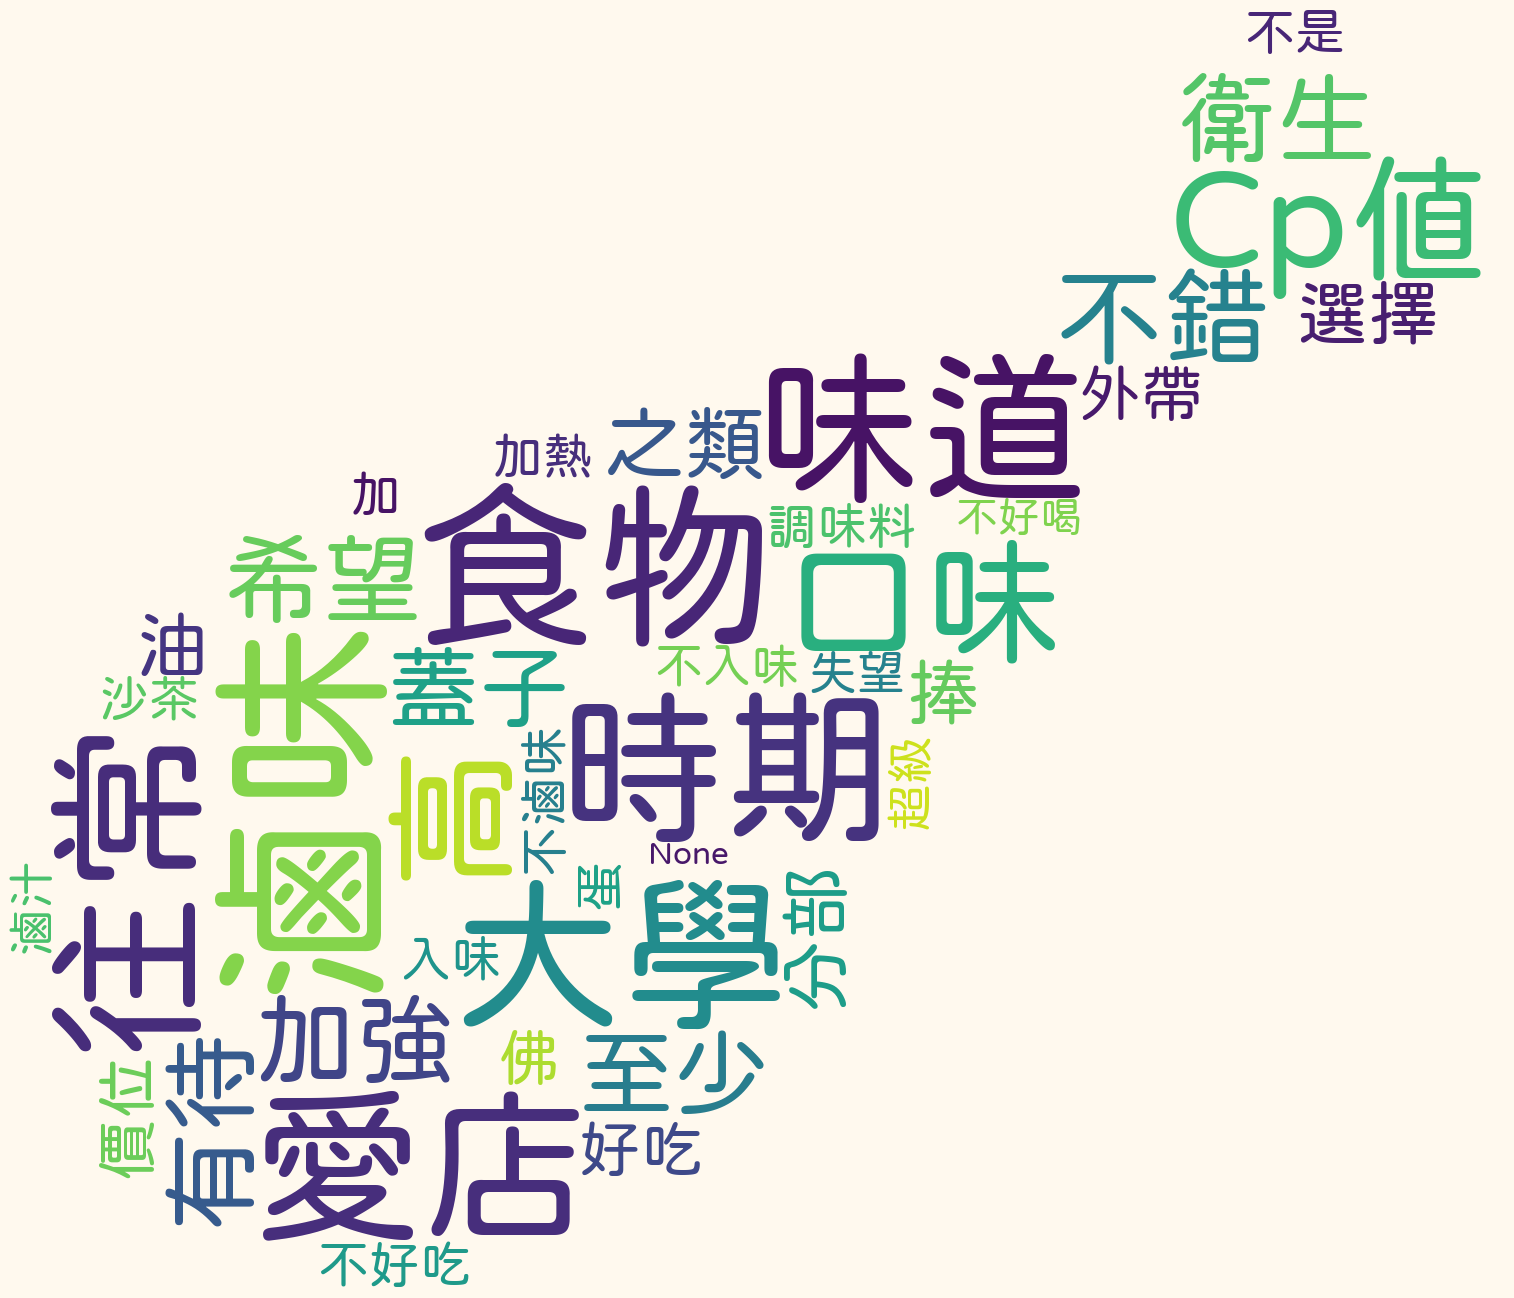 不是
衛生
Cp値
不錯
選擇
味道
外帶
之類
加熱
加
食物
調味料
不好喝
希望
口味
油
滷味
蓋子
不入味
失望
捧
沙茶
時期
常往
高
不滷味
超級
None
滷汁
蛋
大學
部分
入味
加強
佛
至少
有待
價位
愛店
好吃
不好吃